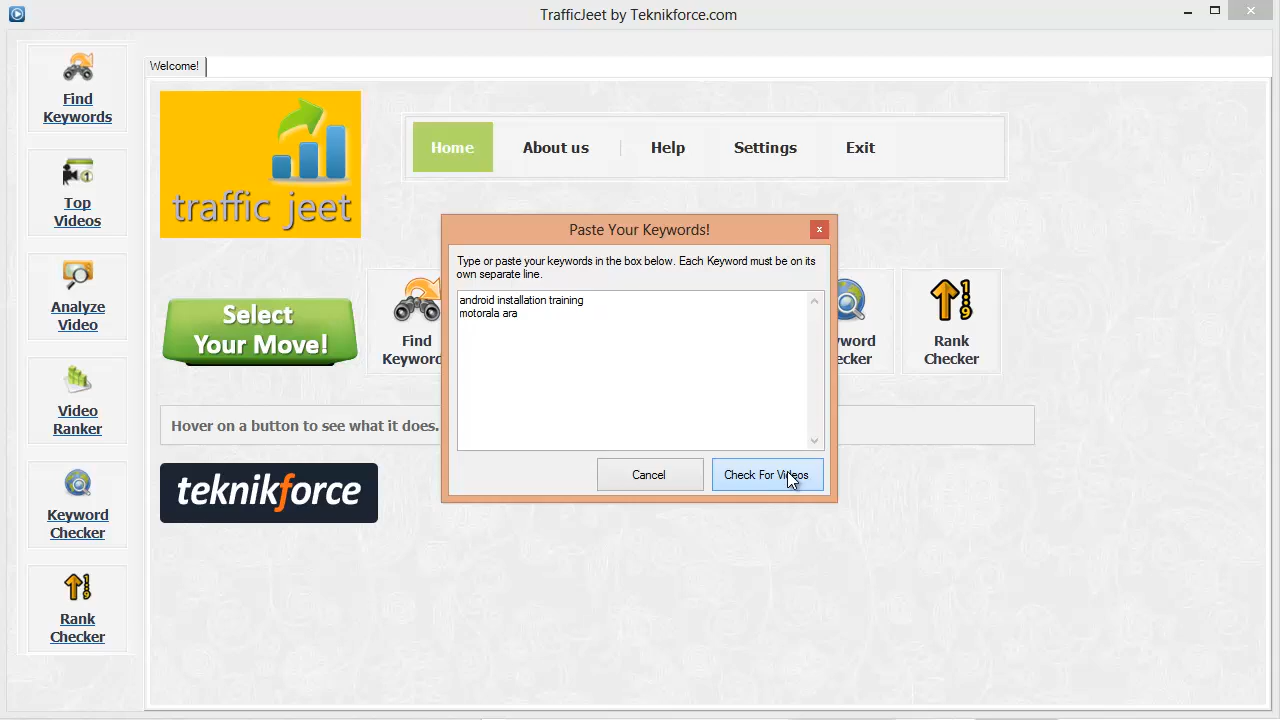 TrafficJeet by Teknikforce.com
Welcome!
Find
Keywords
Top
Videos
Analyze
Video
Video
Ranker
Keyword
Checker
Rank
Checker
traffic jeet
Home
About us
Help
Settings
Exit
Select
Your Move!
Find
Keyword
word
ecker
Rank
Checker
Hover on a button to see what it does.
teknikforce
Paste Your Keywords!
Type or paste your keywords in the box below. Each Keyword must be on its
own separate line.
android installation training
motorala ara
Cancel
Check For Videos